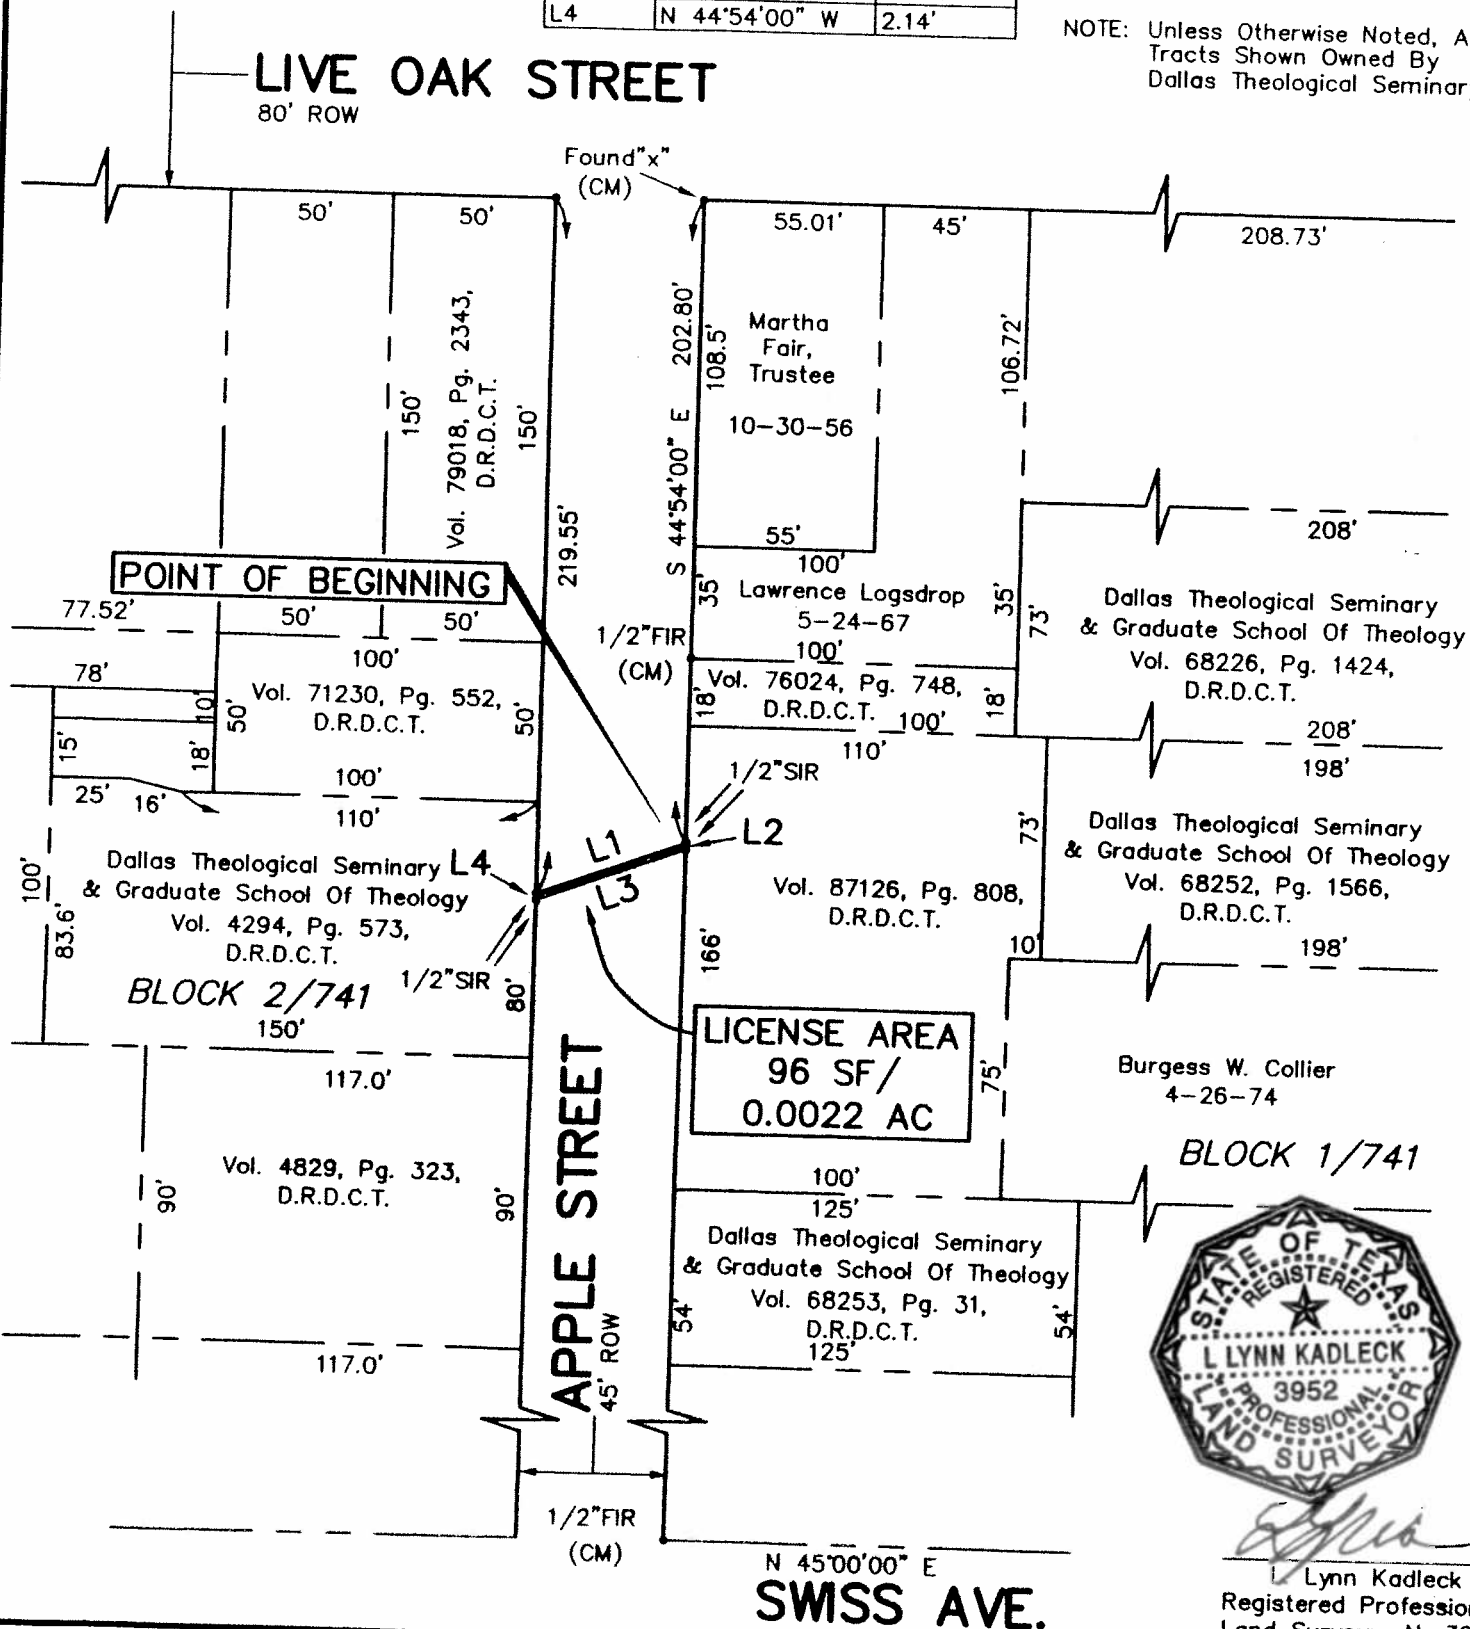 L4 N 44°54'00" W 2.14'
NOTE: Unless Otherwise Noted, A
Tracts Shown Owned By
Dallas Theological Seminar
LIVE OAK STREET
80' ROW
Found"x"
(CM)
50'
50'
55.01'
45'
208.73'
Vol. 79018, Pg. 2343,
D.R.D.C.T.
150'
150'
219.55'
S 44°54'00" E 202.80'
108.5'
Martha
Fair,
Trustee
10-30-56
106.72'
55'
100'
208'
POINT OF BEGINNING
77.52'
50'
50'
100'
35'
Lawrence Logsdrop
5-24-67
35'
73'
100'
1/2"FIR
(CM)
Dallas Theological Seminary
& Graduate School Of Theology
Vol. 68226, Pg. 1424,
D.R.D.C.T.
78'
10'
50'
Vol. 71230, Pg. 552,
D.R.D.C.T.
50'
18'
Vol. 76024, Pg. 748,
D.R.D.C.T.
100'
18'
15'
18'
110'
208'
198'
25'
16'
100'
110'
1/2"SIR
L1
L2
L3
L4
73'
100'
83.6'
Dallas Theological Seminary
& Graduate School Of Theology
Vol. 4294, Pg. 573,
D.R.D.C.T.
1/2"SIR
80'
Vol. 87126, Pg. 808,
D.R.D.C.T.
166'
10'
Dallas Theological Seminary
& Graduate School Of Theology
Vol. 68252, Pg. 1566,
D.R.D.C.T.
198'
BLOCK 2/741
150'
117.0'
LICENSE AREA
96 SF/
0.0022 AC
75'
Burgess W. Collier
4-26-74
BLOCK 1/741
90'
Vol. 4829, Pg. 323,
D.R.D.C.T.
90'
APPLE STREET
45' ROW
100'
125'
Dallas Theological Seminary
& Graduate School Of Theology
Vol. 68253, Pg. 31,
D.R.D.C.T.
125'
54'
54'
117.0'
STATE OF TEXAS
REGISTERED
L LYNN KADLECK
3952
PROFESSIONAL
LAND SURVEYOR
1/2"FIR
(CM)
N 45°00'00" E
SWISS AVE.
L Lynn Kadleck
Registered Profession